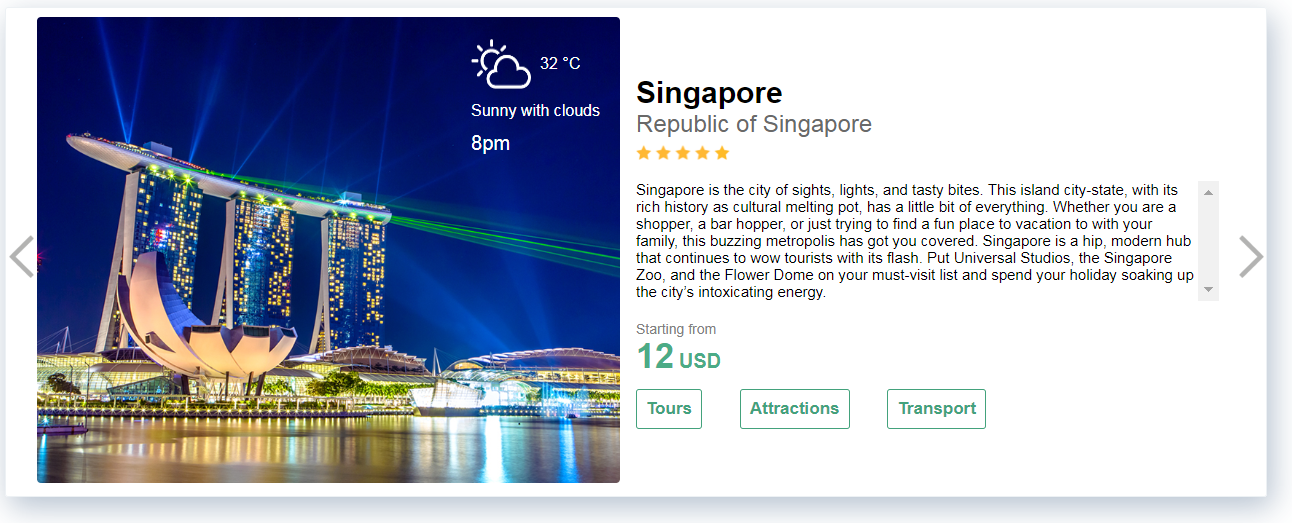 32 °C
Sunny with clouds
8pm
Singapore
Republic of Singapore
Singapore is the city of sights, lights, and tasty bites. This island city-state, with its
rich history as cultural melting pot, has a little bit of everything. Whether you are a
shopper, a bar hopper, or just trying to find a fun place to vacation to with your
family, this buzzing metropolis has got you covered. Singapore is a hip, modern hub
that continues to wow tourists with its flash. Put Universal Studios, the Singapore
Zoo, and the Flower Dome on your must-visit list and spend your holiday soaking up
the city’s intoxicating energy.
Starting from
12 USD
Tours Attractions Transport